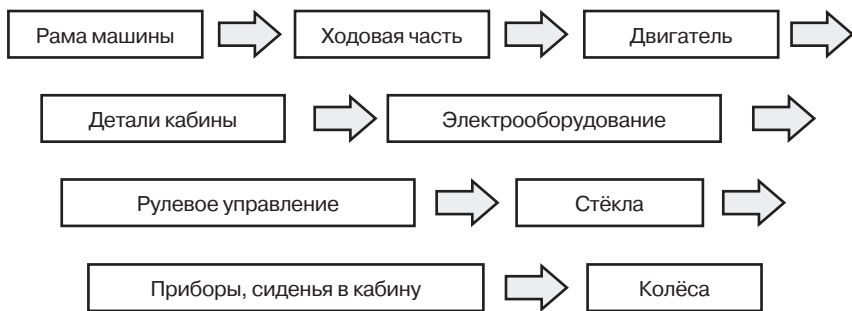 Рама машины Ходовая часть Двигатель
Детали кабины Электрооборудование
Рулевое управление Стёкла
Приборы, сиденья в кабину Колёса